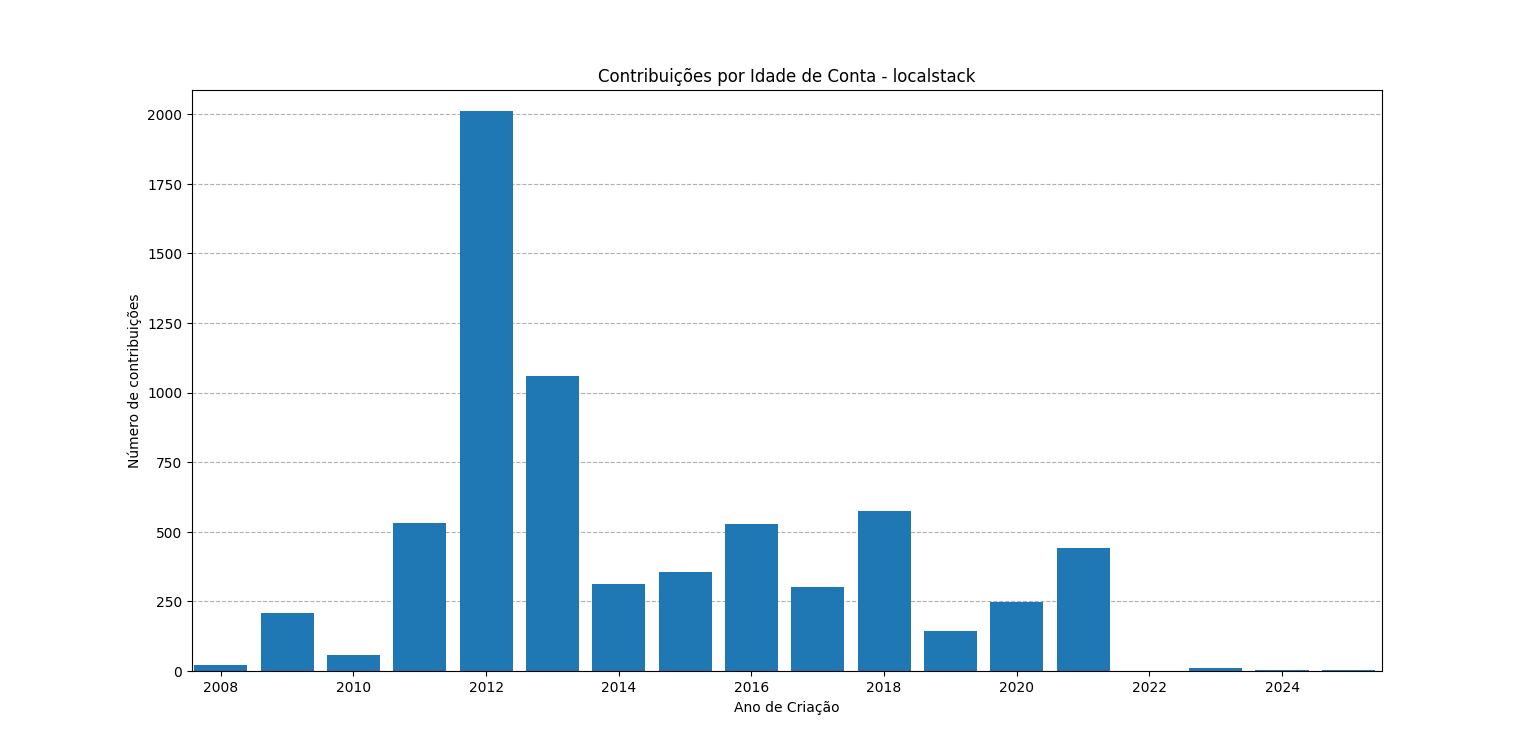 Contribuições por Idade de Conta - localstack
2000
1750
1500
1250
1000
750
500
250
0
Número de contribuições
2008 2010 2012 2014 2016 2018 2020 2022 2024
Ano de Criação